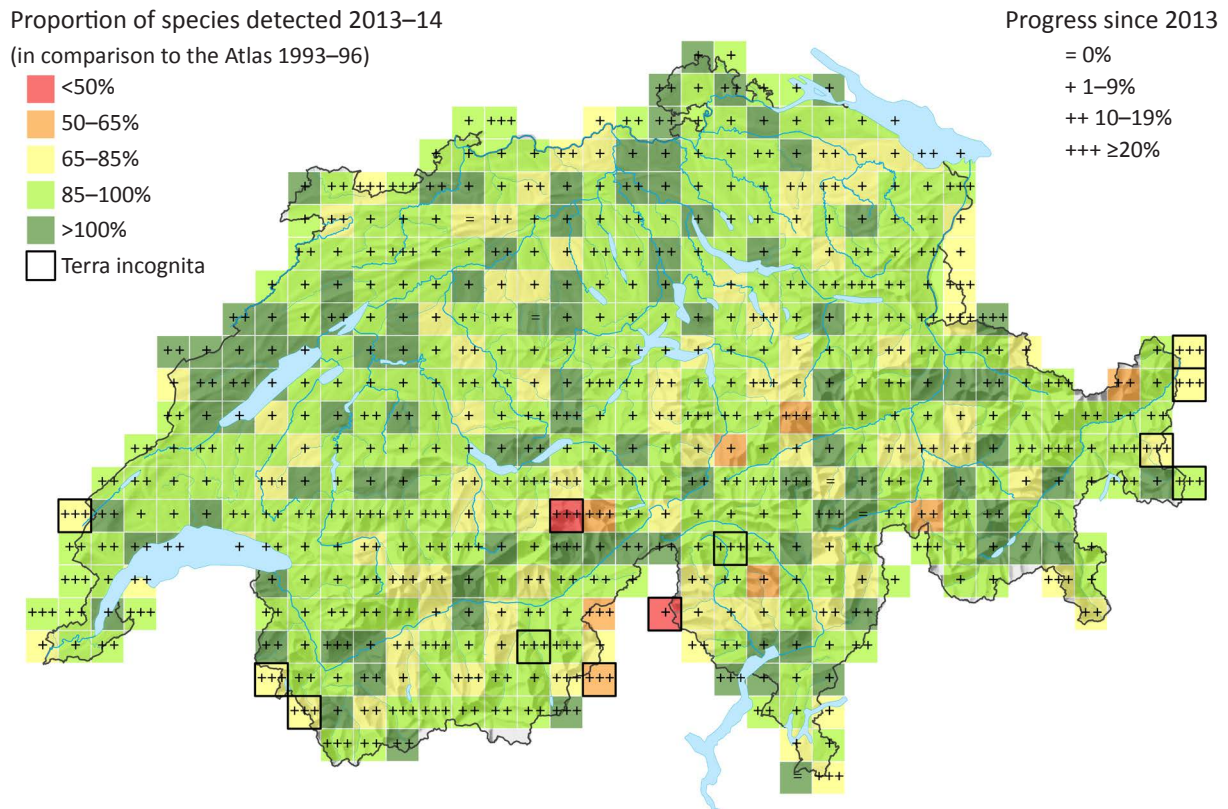 Proportion of species detected 2013–14
(in comparison to the Atlas 1993–96)
<50%
50–65%
65–85%
85–100%
>100%
Terra incognita
Progress since 2013
= 0%
+ 1–9%
++ 10–19%
+++ ≥20%